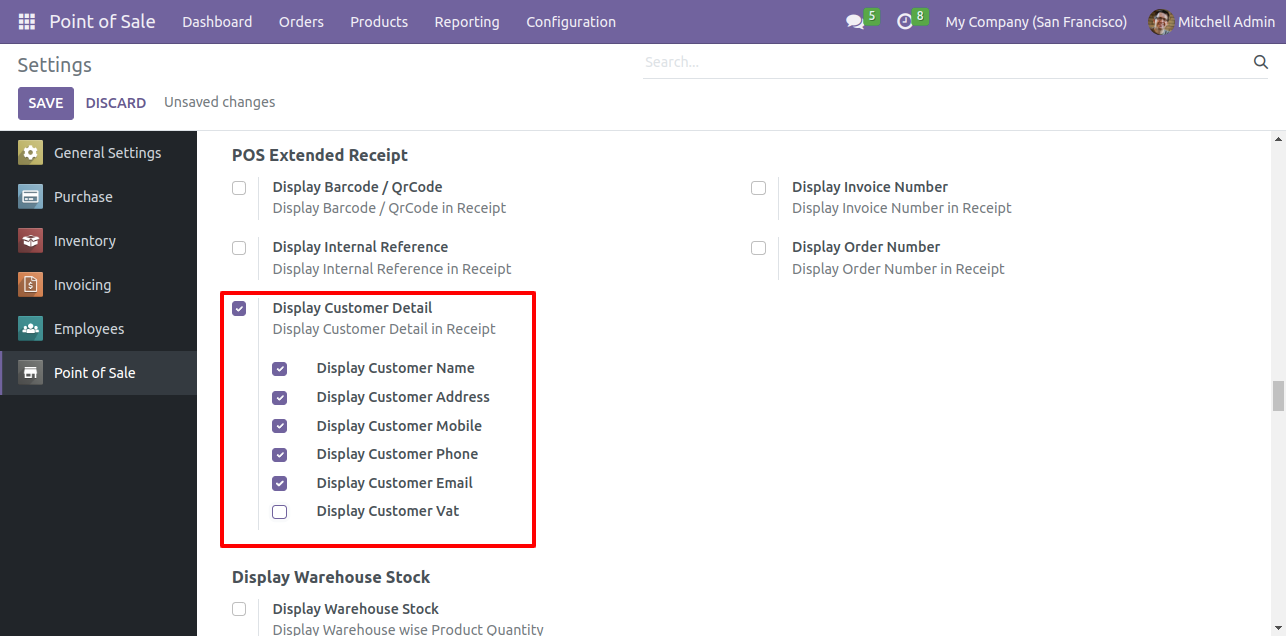 Point of Sale Dashboard Orders Products Reporting Configuration 5 8 My Company (San Francisco) Mitchell Admin
Settings
Search...
SAVE DISCARD Unsaved changes
General Settings
Purchase
Inventory
Invoicing
Employees
Point of Sale
POS Extended Receipt
Display Barcode / QrCode
Display Barcode / QrCode in Receipt
Display Invoice Number
Display Invoice Number in Receipt
Display Internal Reference
Display Internal Reference in Receipt
Display Order Number
Display Order Number in Receipt
Display Customer Detail
Display Customer Detail in Receipt
Display Customer Name
Display Customer Address
Display Customer Mobile
Display Customer Phone
Display Customer Email
Display Customer Vat
Display Warehouse Stock
Display Warehouse Stock
Display Warehouse wise Product Quantity